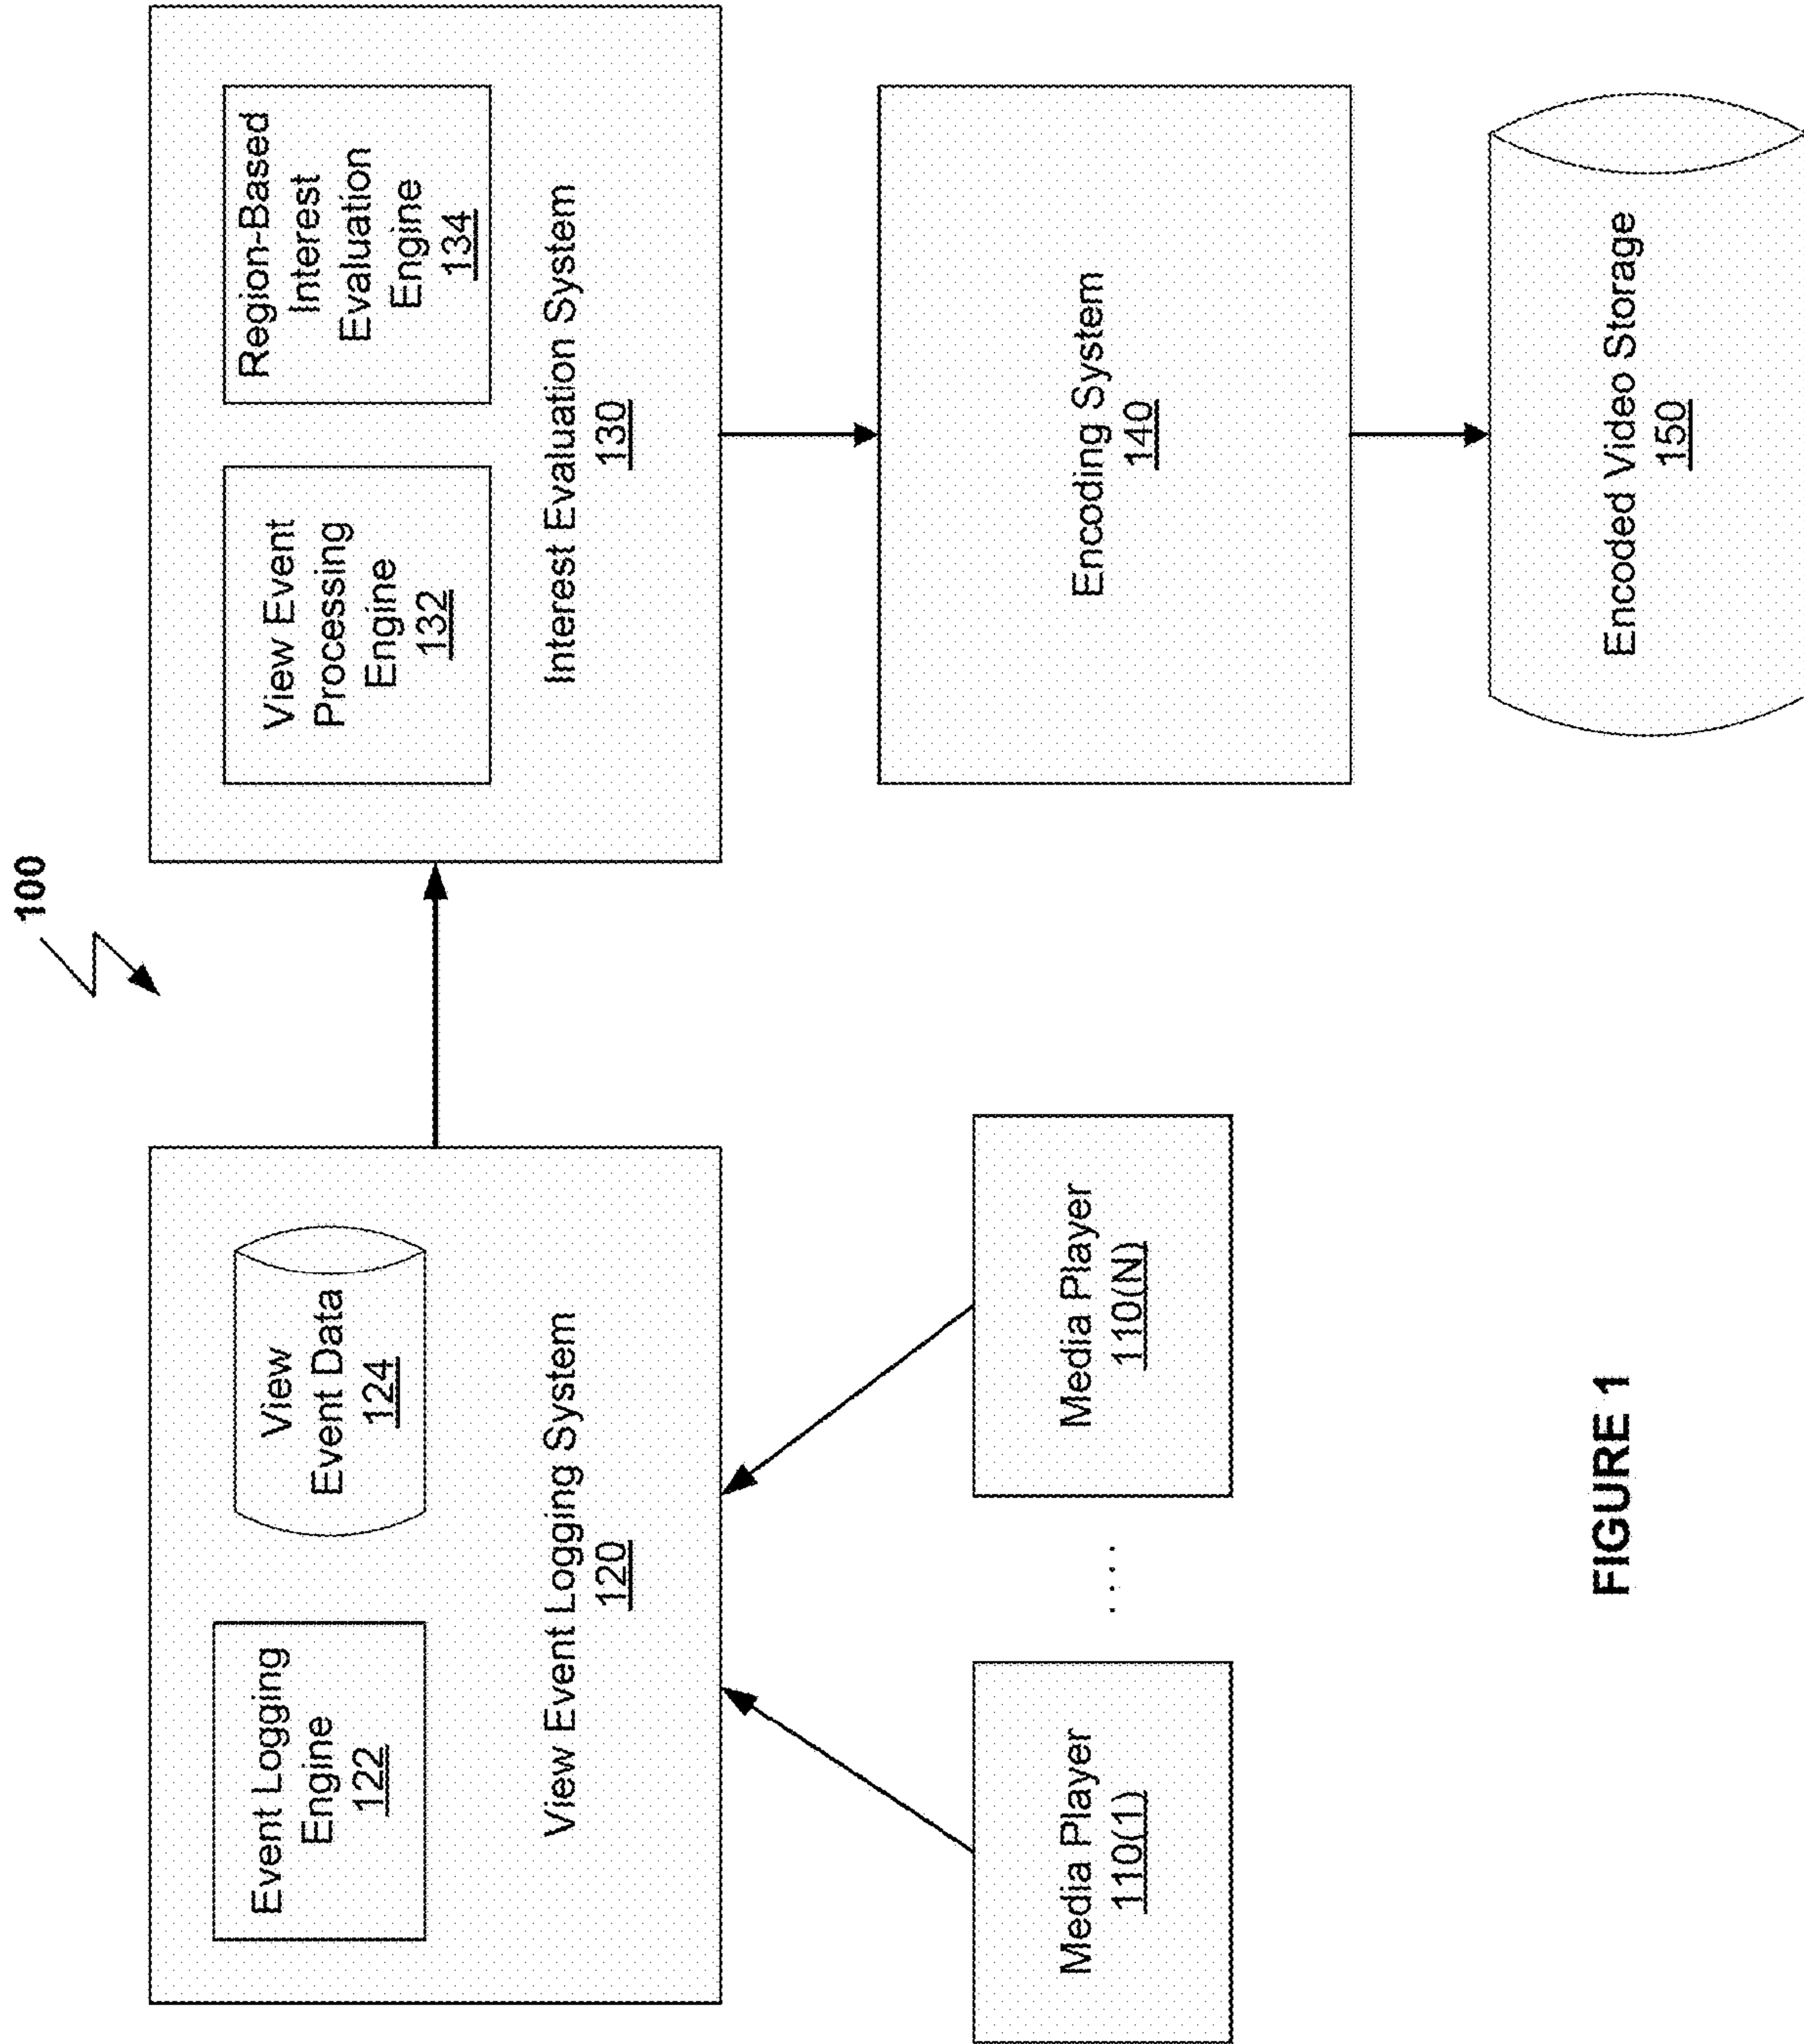 100
Event Logging
Engine
122
View
Event Data
124
View Event Logging System
120
View Event
Processing
Engine
132
Region-Based
Interest
Evaluation
Engine
134
Interest Evaluation System
130
Media Player
110(1)
. . . .
Media Player
110(N)
Encoding System
140
Encoded Video Storage
150
FIGURE 1